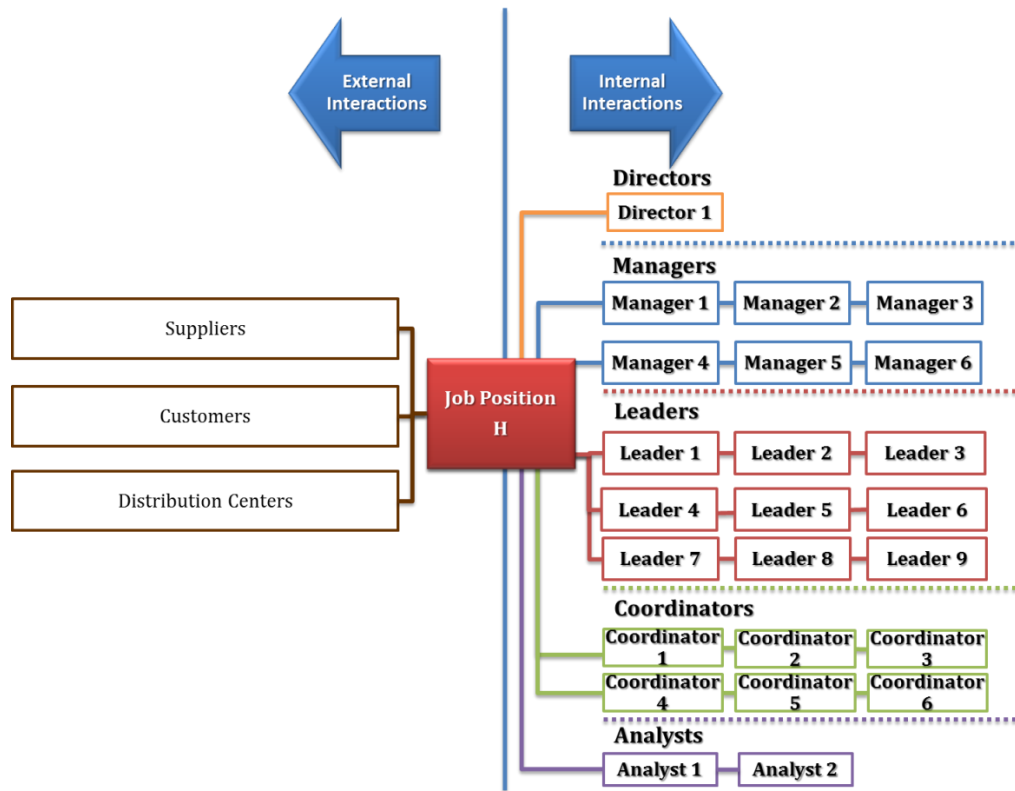 External
Interactions
Internal
Interactions
Directors
Director 1
Managers
Manager 1
Manager 2
Manager 3
Manager 4
Manager 5
Manager 6
Suppliers
Customers
Distribution Centers
Job Position
H
Leaders
Leader 1
Leader 2
Leader 3
Leader 4
Leader 5
Leader 6
Leader 7
Leader 8
Leader 9
Coordinators
Coordinator
1
Coordinator
2
Coordinator
3
Coordinator
4
Coordinator
5
Coordinator
6
Analysts
Analyst 1
Analyst 2